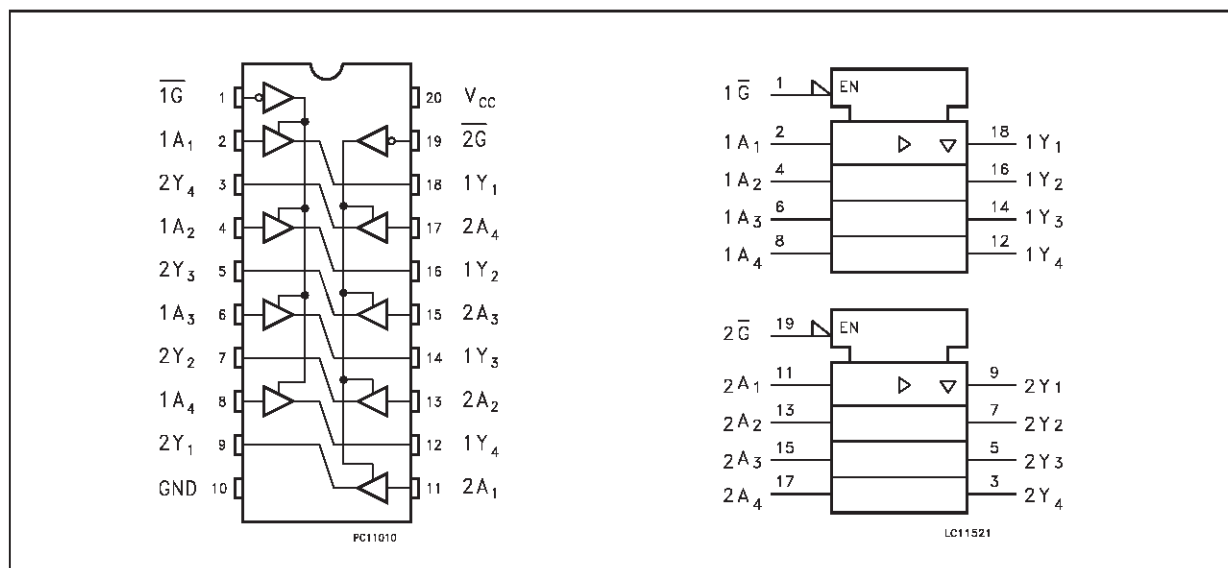 1G̅ 1 20 VCC
1A1 2 19 2G̅
2Y4 3 18 1Y1
1A2 4 17 2A4
2Y3 5 16 1Y2
1A3 6 15 2A3
2Y2 7 14 1Y3
1A4 8 13 2A2
2Y1 9 12 1Y4
GND 10 11 2A1
PC11010
1G̅ 1 EN
1A1 2 18 1Y1
1A2 4 16 1Y2
1A3 6 14 1Y3
1A4 8 12 1Y4
2G̅ 19 EN
2A1 11 9 2Y1
2A2 13 7 2Y2
2A3 15 5 2Y3
2A4 17 3 2Y4
LC11521